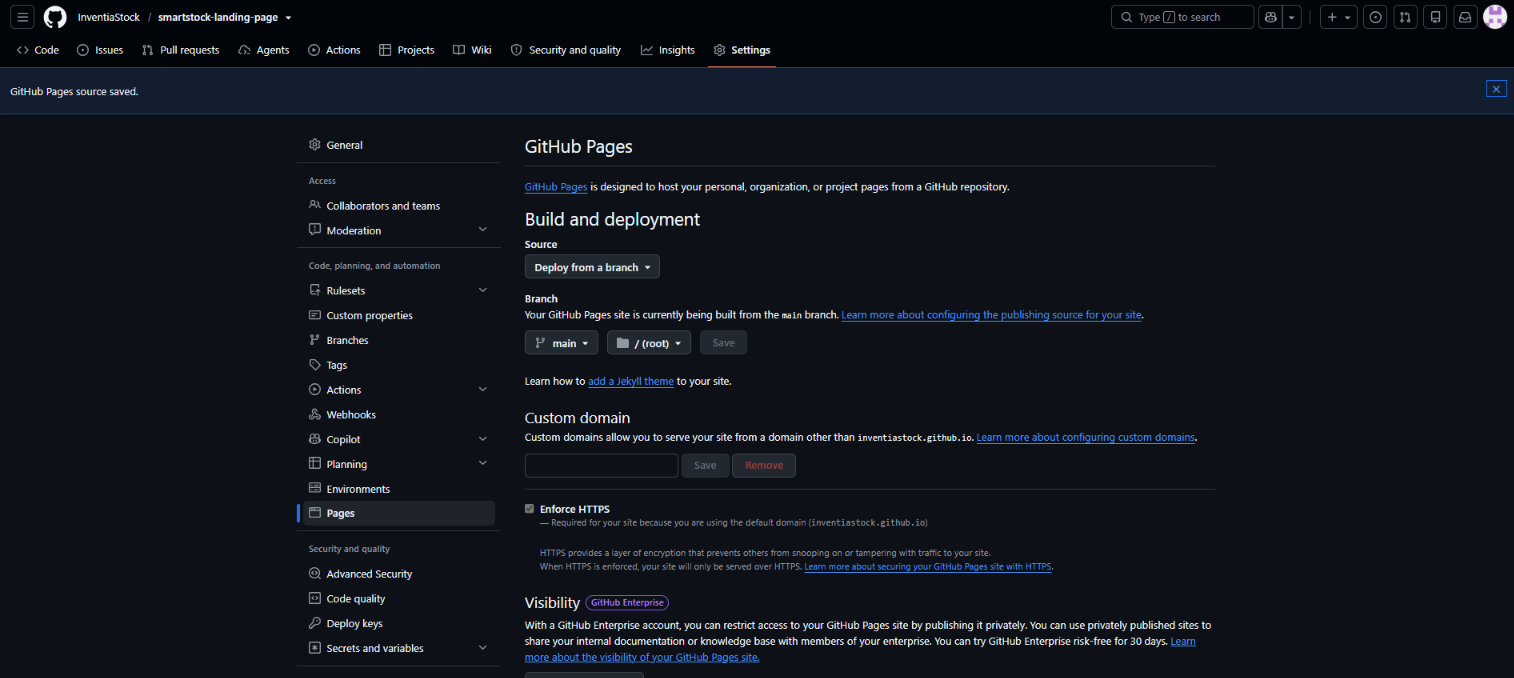 InventiaStock / smartstock-landing-page
Type / to search
Code Issues Pull requests Agents Actions Projects Wiki Security and quality Insights Settings
GitHub Pages source saved.
General
Access
Collaborators and teams
Moderation
Code, planning, and automation
Rulesets
Custom properties
Branches
Tags
Actions
Webhooks
Copilot
Planning
Environments
Pages
Security and quality
Advanced Security
Code quality
Deploy keys
Secrets and variables
GitHub Pages
GitHub Pages is designed to host your personal, organization, or project pages from a GitHub repository.
Build and deployment
Source
Deploy from a branch
Branch
Your GitHub Pages site is currently being built from the main branch. Learn more about configuring the publishing source for your site.
main / (root) Save
Learn how to add a Jekyll theme to your site.
Custom domain
Custom domains allow you to serve your site from a domain other than inventiastock.github.io. Learn more about configuring custom domains.
Save Remove
Enforce HTTPS
— Required for your site because you are using the default domain (inventiastock.github.io)
HTTPS provides a layer of encryption that prevents others from snooping on or tampering with traffic to your site.
When HTTPS is enforced, your site will only be served over HTTPS. Learn more about securing your GitHub Pages site with HTTPS.
Visibility GitHub Enterprise
With a GitHub Enterprise account, you can restrict access to your GitHub Pages site by publishing it privately. You can use privately published sites to
share your internal documentation or knowledge base with members of your enterprise. You can try GitHub Enterprise risk-free for 30 days. Learn
more about the visibility of your GitHub Pages site.